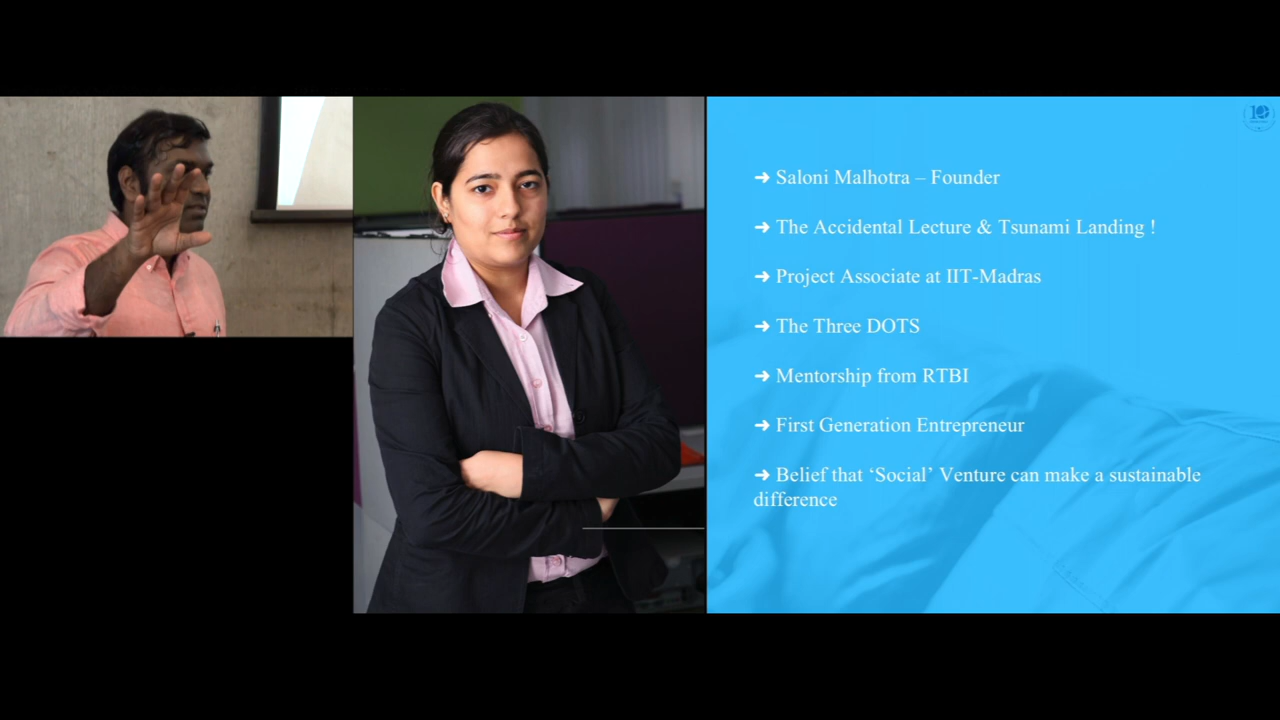 ➜ Saloni Malhotra – Founder
➜ The Accidental Lecture & Tsunami Landing !
➜ Project Associate at IIT-Madras
➜ The Three DOTS
➜ Mentorship from RTBI
➜ First Generation Entrepreneur
➜ Belief that ‘Social’ Venture can make a sustainable
difference
10